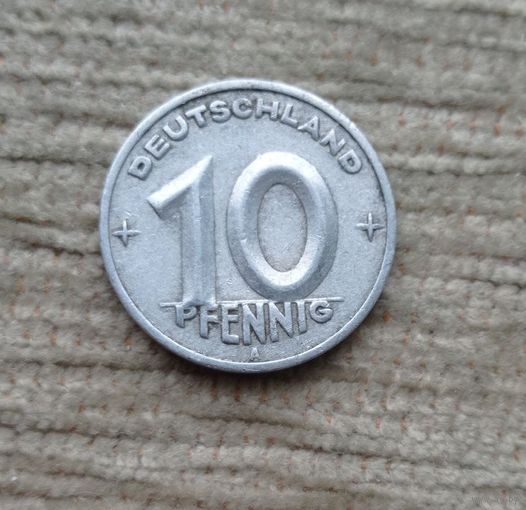 DEUTSCHLAND
10
PFENNIG
A